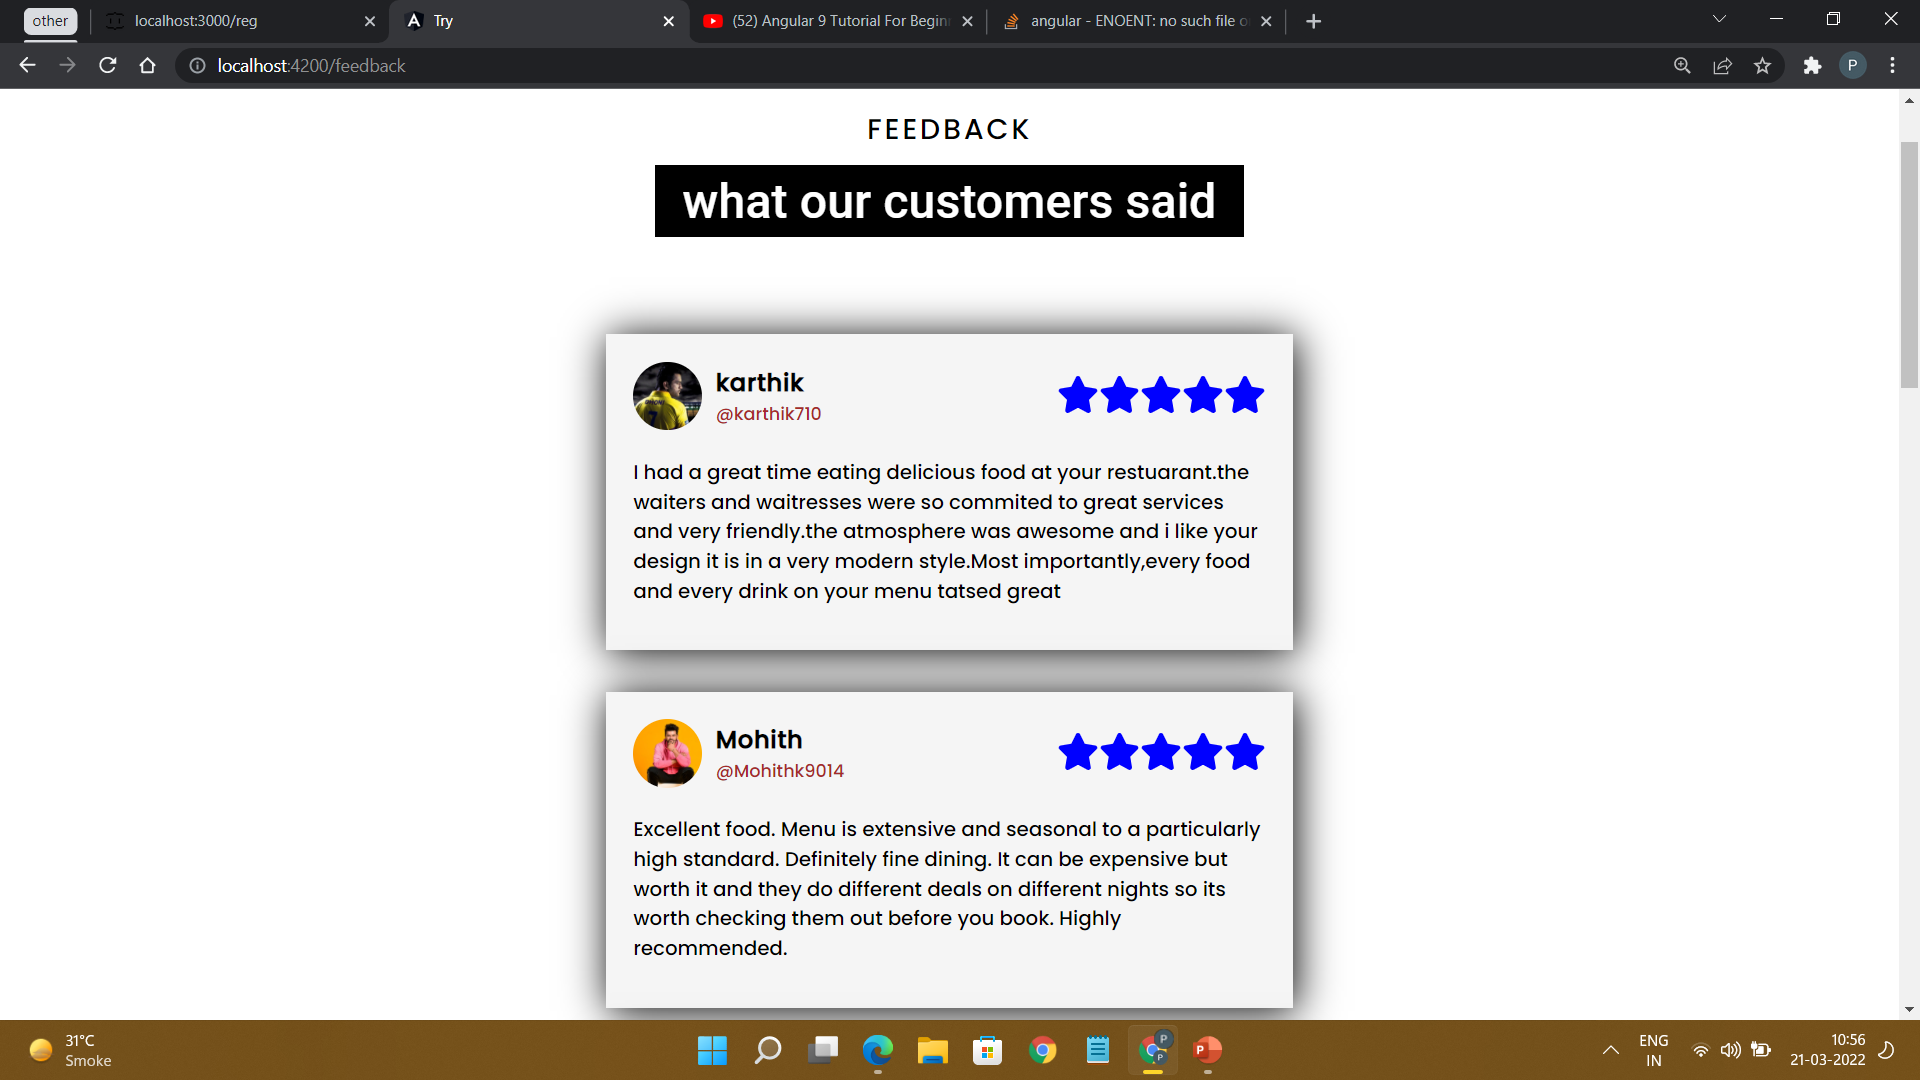 other
localhost:3000/reg
Try
(52) Angular 9 Tutorial For Begin
angular - ENOENT: no such file o
localhost:4200/feedback
P
FEEDBACK
what our customers said
karthik
@karthik710
I had a great time eating delicious food at your restuarant.the
waiters and waitresses were so commited to great services
and very friendly.the atmosphere was awesome and i like your
design it is in a very modern style.Most importantly,every food
and every drink on your menu tatsed great
Mohith
@Mohithk9014
Excellent food. Menu is extensive and seasonal to a particularly
high standard. Definitely fine dining. It can be expensive but
worth it and they do different deals on different nights so its
worth checking them out before you book. Highly
recommended.
31°C
Smoke
P
P
P
ENG
IN
10:56
21-03-2022